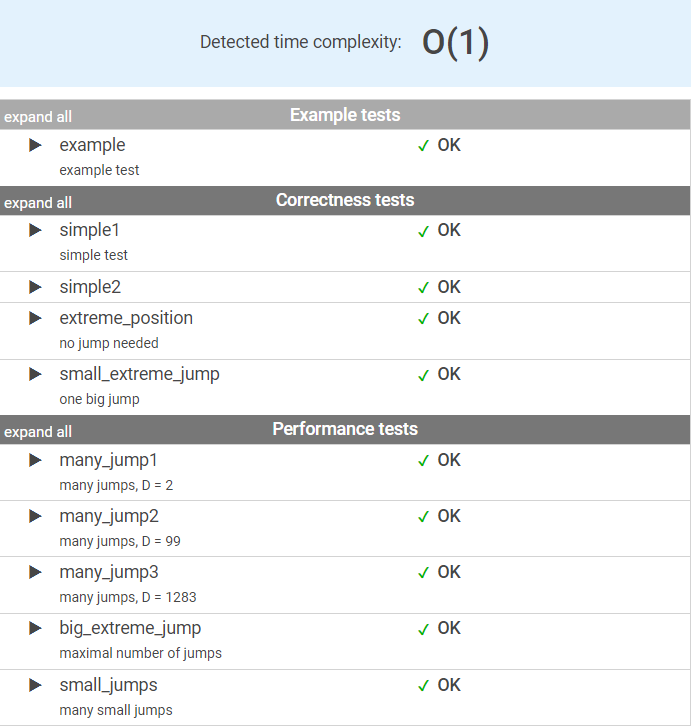 Detected time complexity: O(1)
expand all Example tests
example ✓ OK
example test
expand all Correctness tests
simple1 ✓ OK
simple test
simple2 ✓ OK
extreme_position ✓ OK
no jump needed
small_extreme_jump ✓ OK
one big jump
expand all Performance tests
many_jump1 ✓ OK
many jumps, D = 2
many_jump2 ✓ OK
many jumps, D = 99
many_jump3 ✓ OK
many jumps, D = 1283
big_extreme_jump ✓ OK
maximal number of jumps
small_jumps ✓ OK
many small jumps